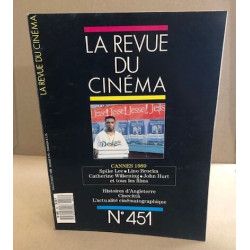 LA REVUE DU CINÉMA
LA REVUE
DU
CINÉMA
CANNES 1989
Spike Lee • Lino Brocka
Catherine Wilkening • John Hurt
et tous les films
Histoires d'Angleterre
Cinecittà
L'actualité cinématographique
N° 451